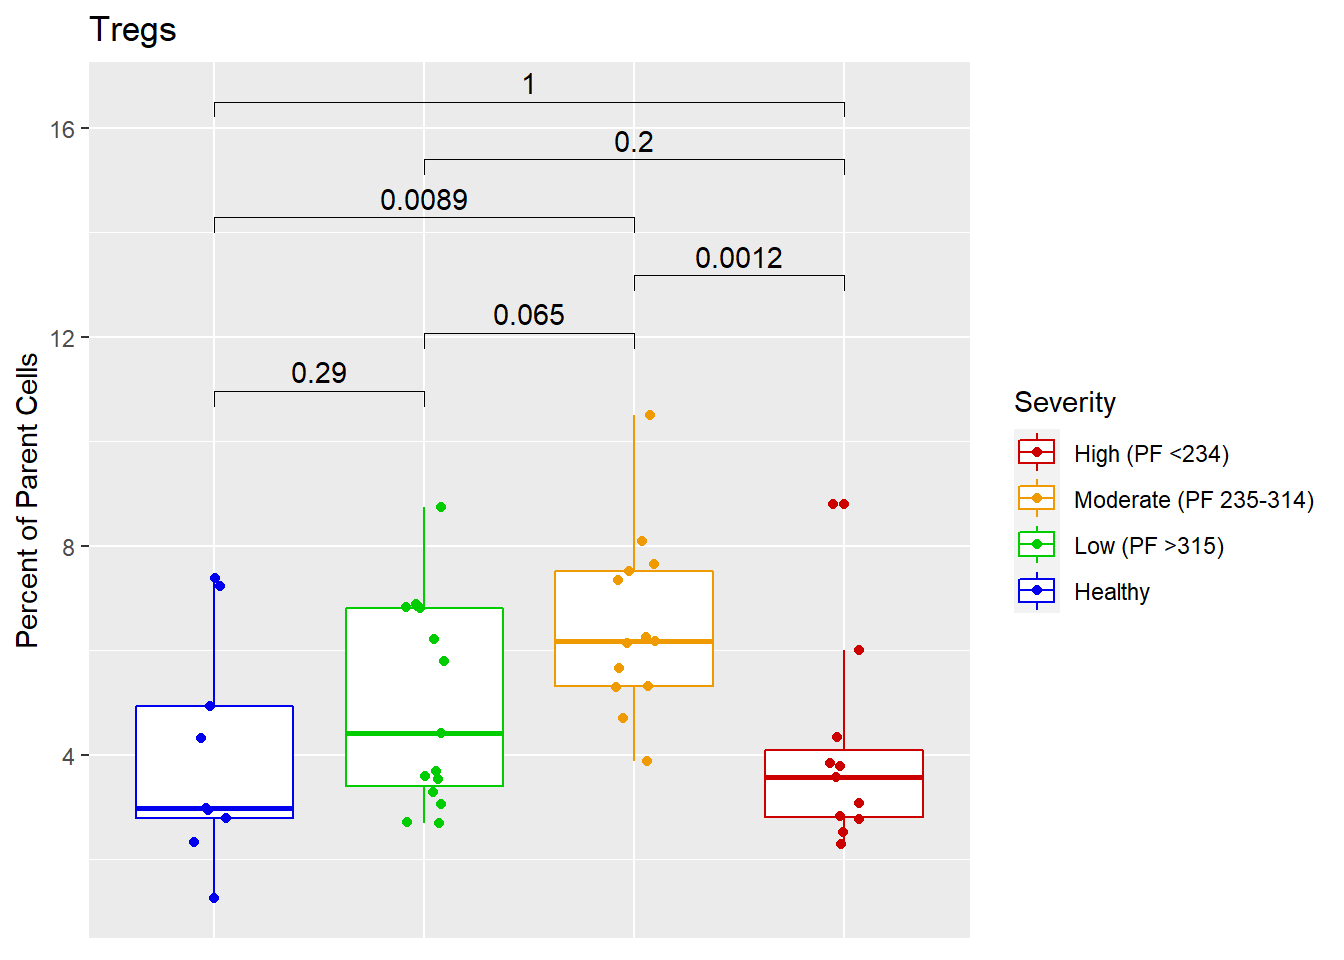 Tregs
1
16
0.2
0.0089
0.0012
12
0.065
0.29
Percent of Parent Cells
8
4
Severity
High (PF <234)
Moderate (PF 235-314)
Low (PF >315)
Healthy